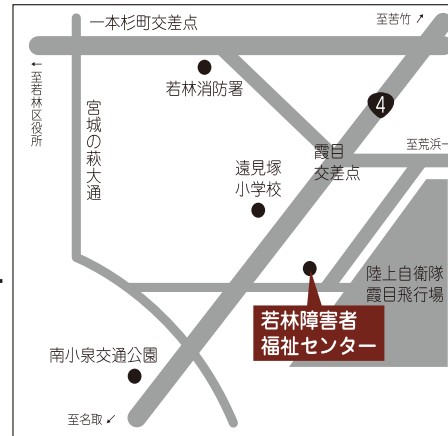 一本杉町交差点
至苦竹↗
若林消防署
←至若林区役所
宮城の萩大通
4
至荒浜→
霞目
交差点
遠見塚
小学校
陸上自衛隊
霞目飛行場
若林障害者
福祉センター
南小泉交通公園
至名取↙